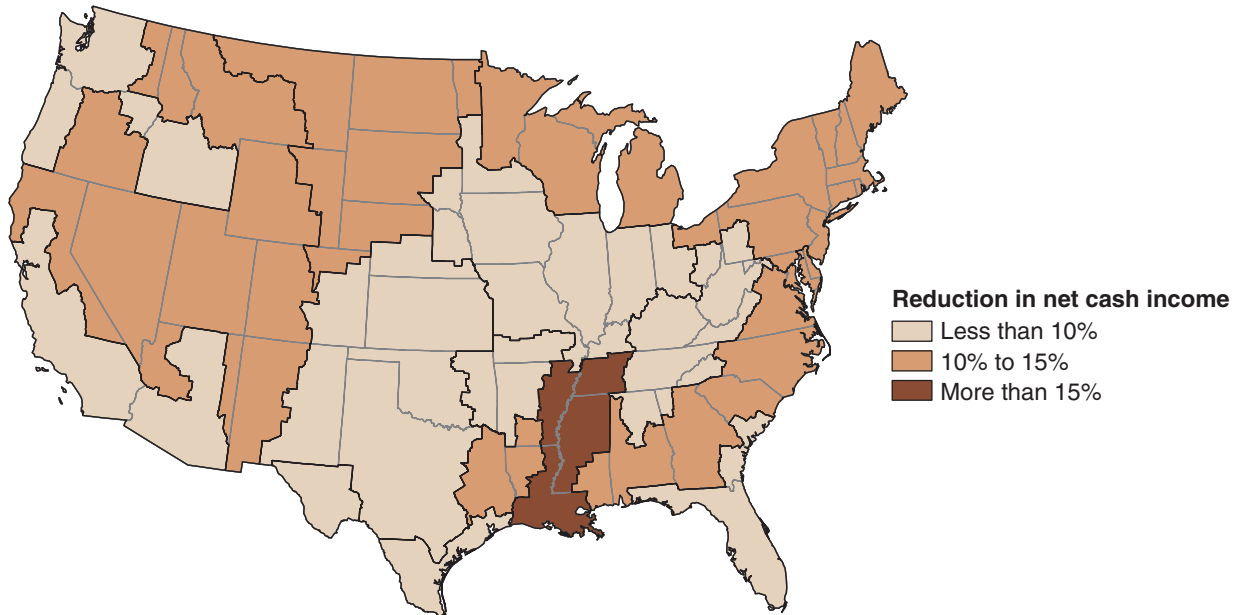 Reduction in net cash income
Less than 10%
10% to 15%
More than 15%